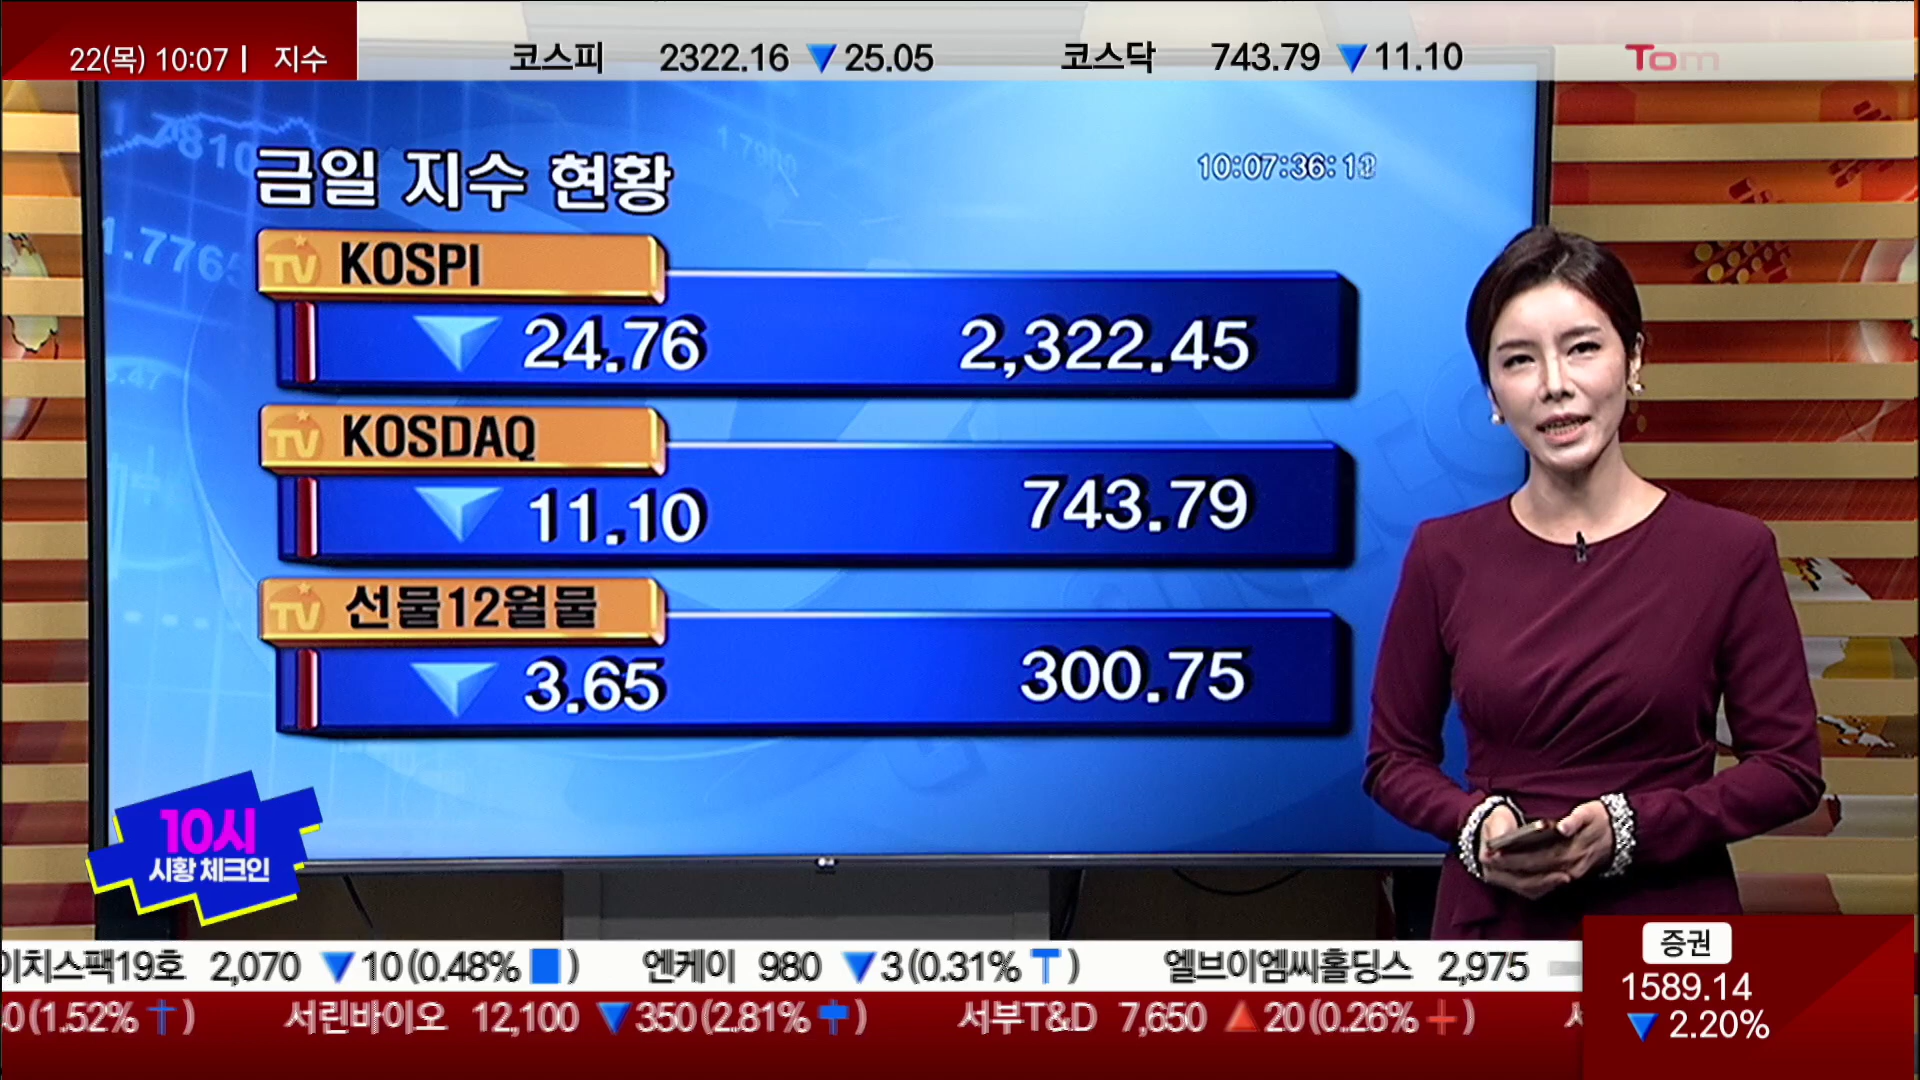 22(목) 10:07 | 지수
코스피 2322.16 ▼25.05 코스닥 743.79 ▼11.10
Tom
금일 지수 현황
10:07:36:1
TV KOSPI
▼ 24.76 2,322.45
TV KOSDAQ
▼ 11.10 743.79
TV 선물12월물
▼ 3.65 300.75
10시
시황 체크인
이치스팩19호 2,070 ▼10(0.48% ) 엔케이 980 ▼3(0.31% ) 엘브이엠씨홀딩스 2,975
0(1.52% ) 서린바이오 12,100 ▼350(2.81% ) 서부T&D 7,650 ▲20(0.26% )
증권
1589.14
▼ 2.20%